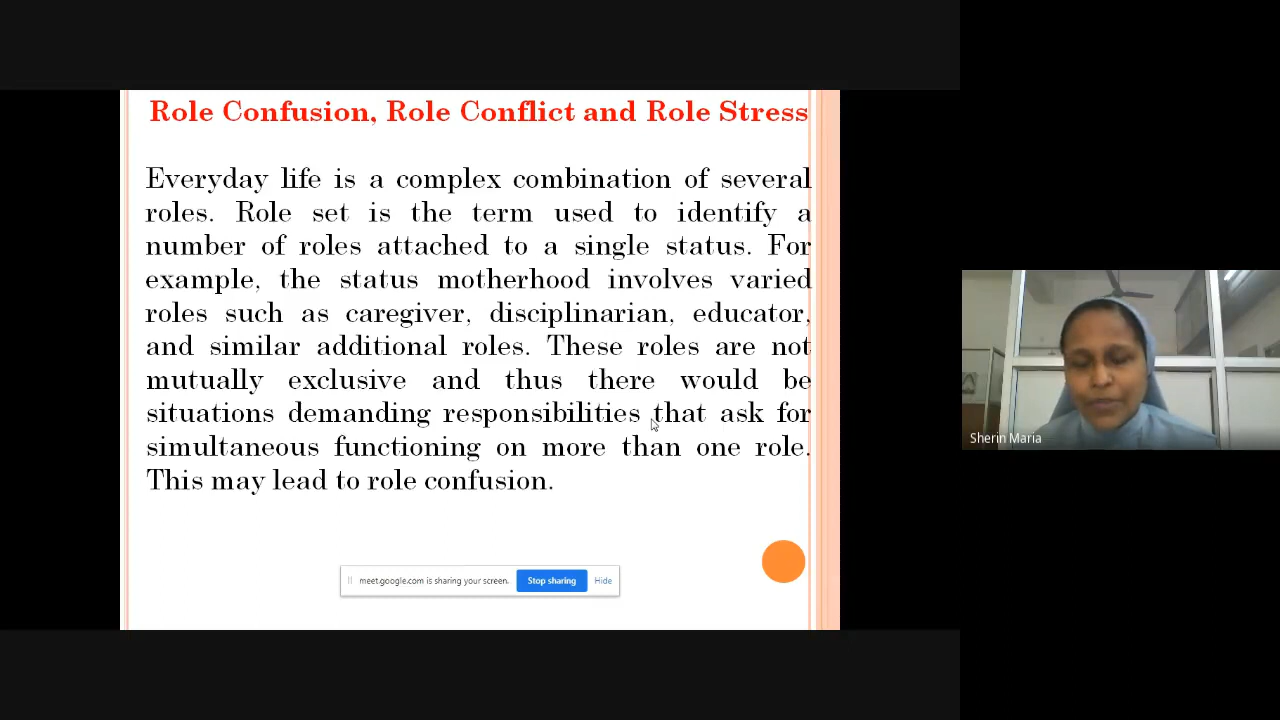 Role Confusion, Role Conflict and Role Stress
Everyday life is a complex combination of several
roles. Role set is the term used to identify a
number of roles attached to a single status. For
example, the status motherhood involves varied
roles such as caregiver, disciplinarian, educator,
and similar additional roles. These roles are not
mutually exclusive and thus there would be
situations demanding responsibilities that ask for
simultaneous functioning on more than one role.
This may lead to role confusion.
meet.google.com is sharing your screen. Stop sharing Hide
Sherin Maria